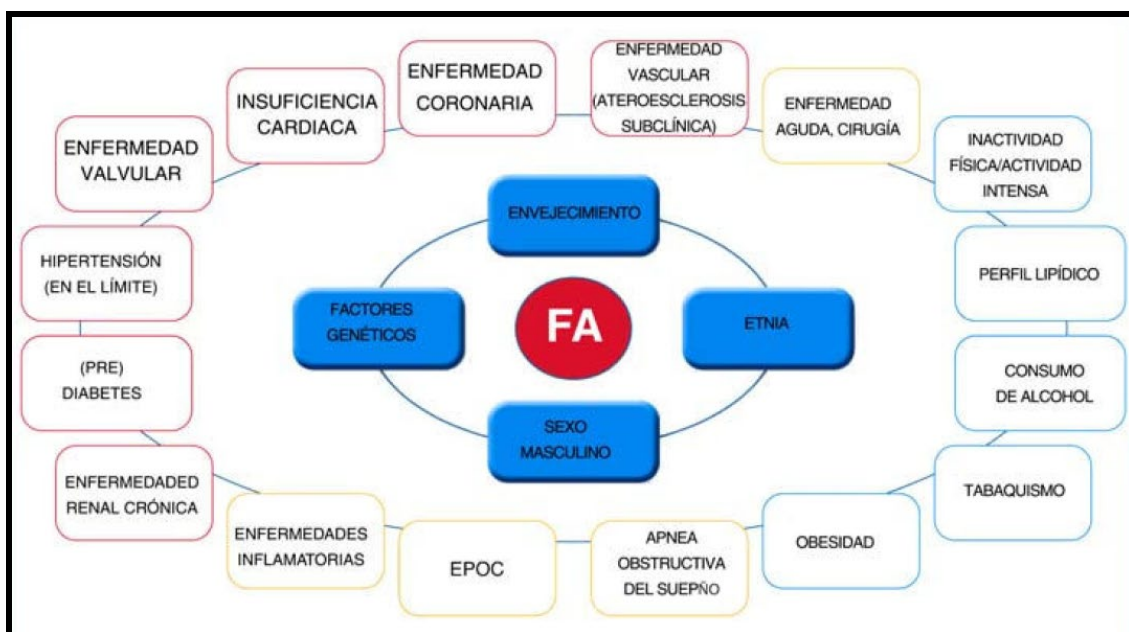 ENFERMEDAD
CORONARIA
ENFERMEDAD
VASCULAR
(ATEROESCLEROSIS
SUBCLÍNICA)
INSUFICIENCIA
CARDIACA
ENFERMEDAD
AGUDA, CIRUGÍA
ENFERMEDAD
VALVULAR
INACTIVIDAD
FÍSICA/ACTIVIDAD
INTENSA
ENVEJECIMIENTO
HIPERTENSIÓN
(EN EL LÍMITE)
PERFIL LIPÍDICO
FACTORES
GENÉTICOS
FA
ETNIA
(PRE)
DIABETES
CONSUMO
DE ALCOHOL
SEXO
MASCULINO
ENFERMEDADED
RENAL CRÓNICA
TABAQUISMO
ENFERMEDADES
INFLAMATORIAS
EPOC
APNEA
OBSTRUCTIVA
DEL SUEPÑO
OBESIDAD